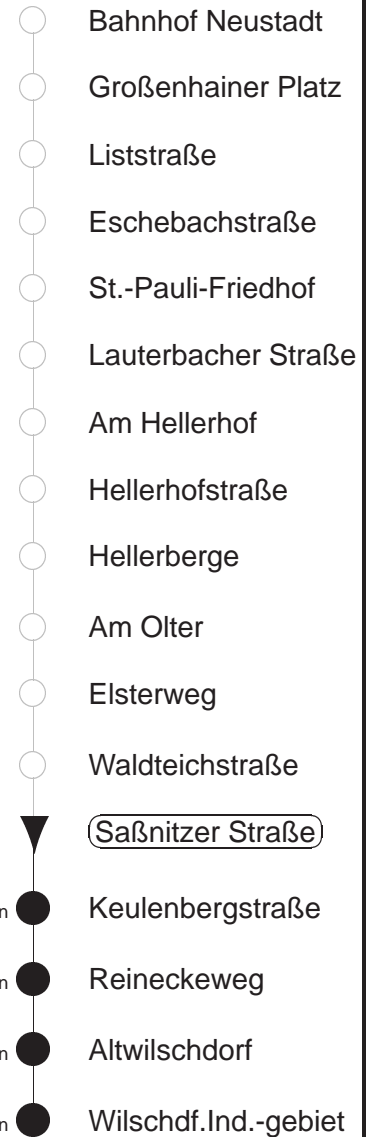 Bahnhof Neustadt
Großenhainer Platz
Liststraße
Eschebachstraße
St.-Pauli-Friedhof
Lauterbacher Straße
Am Hellerhof
Hellerhofstraße
Hellerberge
Am Olter
Elsterweg
Waldteichstraße
Saßnitzer Straße
n Keulenbergstraße
n Reineckeweg
n Altwilschdorf
n Wilschdf.Ind.-gebiet